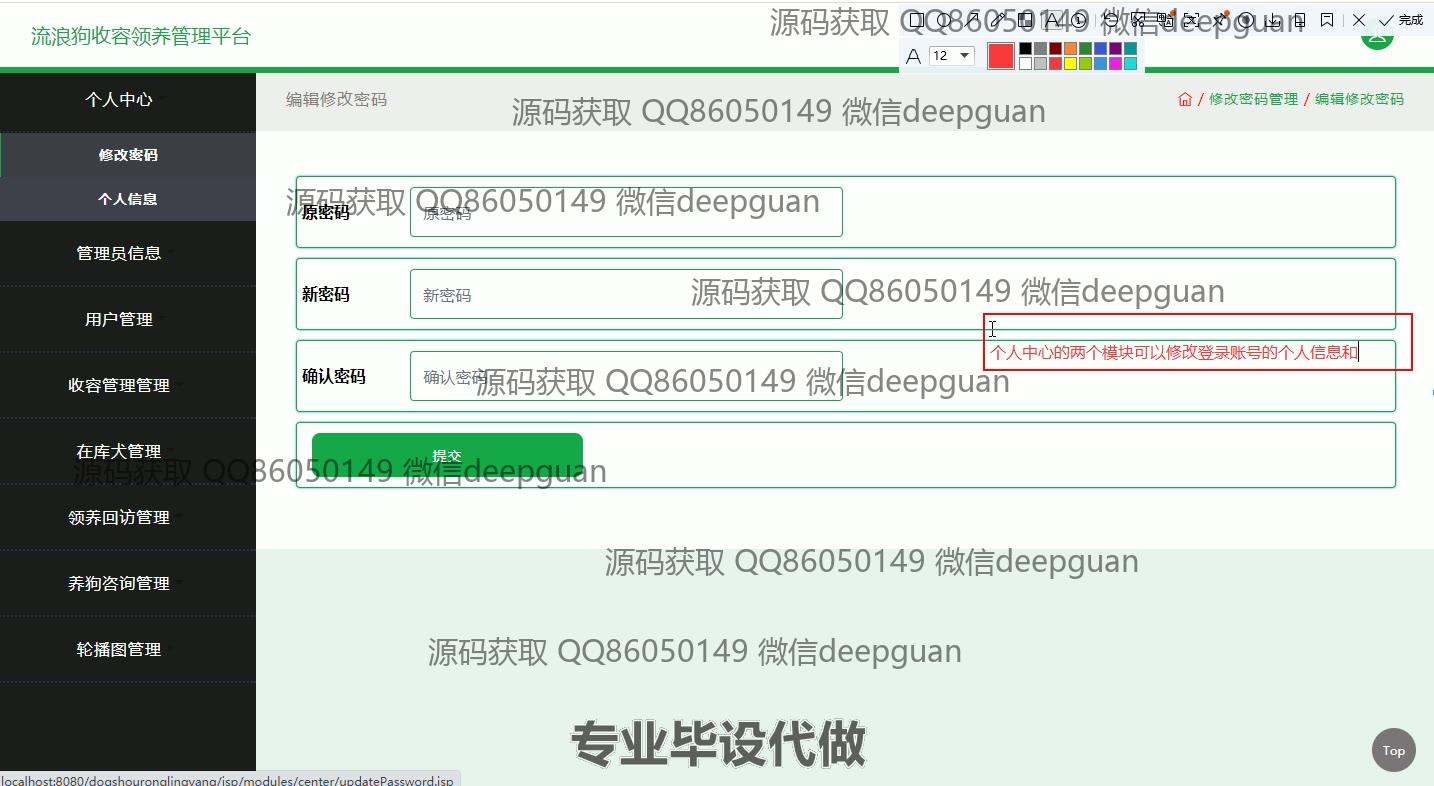 源码获取 QQ86050149 微信deepguan
流浪狗收容领养管理平台
完成
12
个人中心
编辑修改密码
修改密码管理 / 编辑修改密码
源码获取 QQ86050149 微信deepguan
修改密码
个人信息
源码获取 QQ86050149 微信deepguan
原密码
原密码
管理员信息
新密码
新密码
源码获取 QQ86050149 微信deepguan
用户管理
个人中心的两个模块可以修改登录账号的个人信息和
确认密码
确认密码
源码获取 QQ86050149 微信deepguan
收容管理管理
在库犬管理
提交
源码获取 QQ86050149 微信deepguan
领养回访管理
源码获取 QQ86050149 微信deepguan
养狗咨询管理
轮播图管理
源码获取 QQ86050149 微信deepguan
专业毕设代做
Top
localhost:8080/dogshouronglingyang/jsp/modules/center/updatePassword.jsp